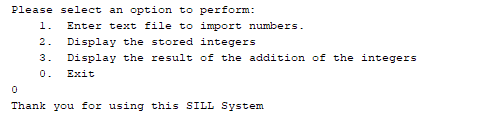 Please select an option to perform:
1. Enter text file to import numbers.
2. Display the stored integers
3. Display the result of the addition of the integers
0. Exit
0
Thank you for using this SILL System